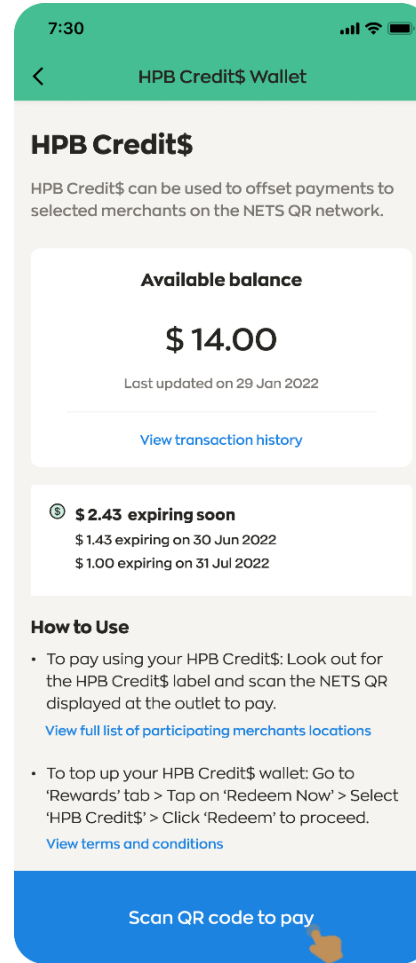 7:30
HPB Credit$ Wallet
HPB Credit$
HPB Credit$ can be used to offset payments to
selected merchants on the NETS QR network.
Available balance
$ 14.00
Last updated on 29 Jan 2022
View transaction history
$ $ 2.43 expiring soon
$ 1.43 expiring on 30 Jun 2022
$ 1.00 expiring on 31 Jul 2022
How to Use
• To pay using your HPB Credit$: Look out for
the HPB Credit$ label and scan the NETS QR
displayed at the outlet to pay.
View full list of participating merchants locations
• To top up your HPB Credit$ wallet: Go to
‘Rewards’ tab > Tap on ‘Redeem Now’ > Select
‘HPB Credit$’ > Click ‘Redeem’ to proceed.
View terms and conditions
Scan QR code to pay